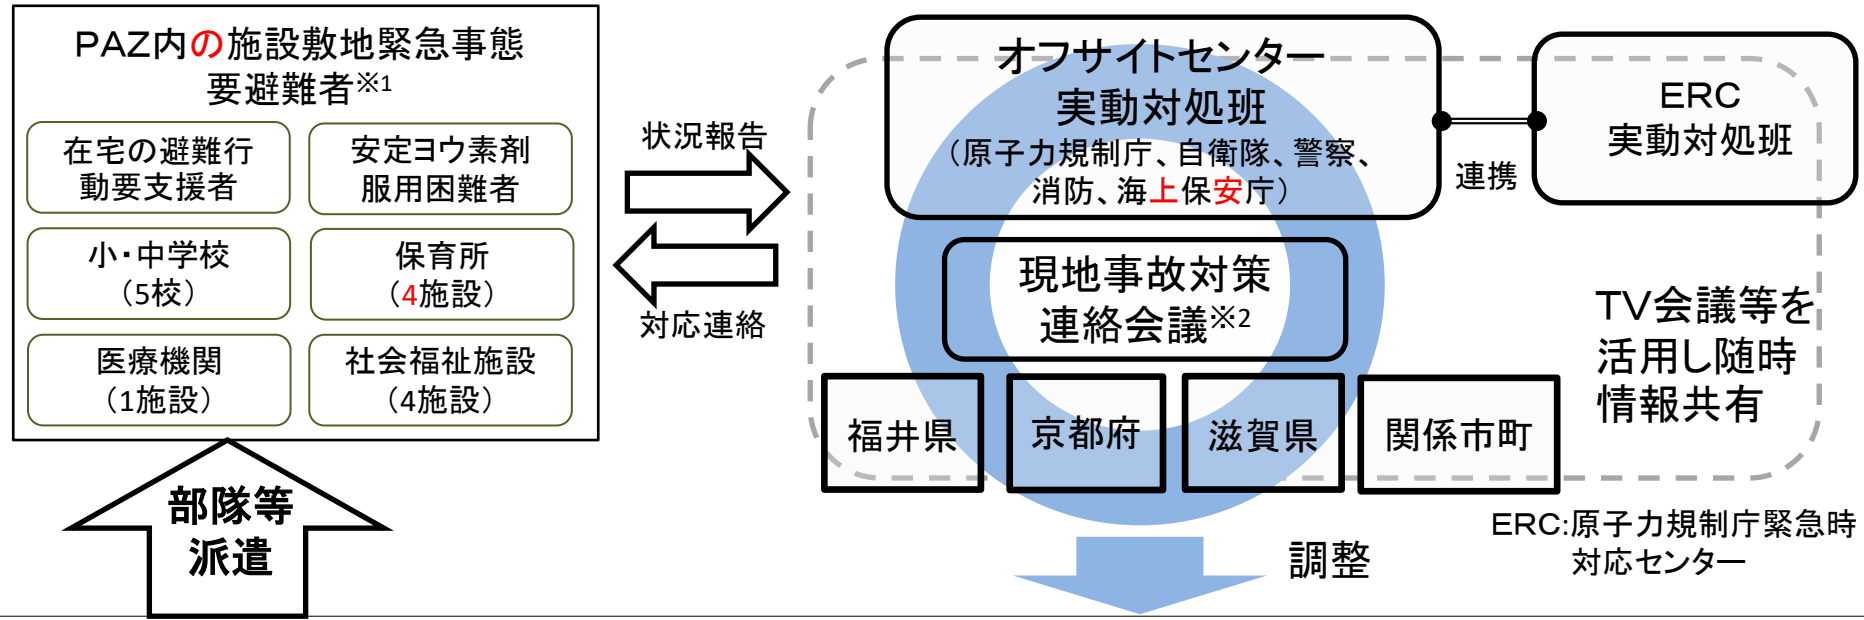 PAZ内の施設敷地緊急事態
要避難者※1
在宅の避難行
動要支援者
安定ヨウ素剤
服用困難者
小・中学校
（5校）
保育所
（4施設）
医療機関
（1施設）
社会福祉施設
（4施設）
部隊等
派遣
状況報告
対応連絡
オフサイトセンター
実動対処班
（原子力規制庁、自衛隊、警察、
消防、海上保安庁）
連携
ERC
実動対処班
現地事故対策
連絡会議※2
TV会議等を
活用し随時
情報共有
福井県
京都府
滋賀県
関係市町
調整
ERC:原子力規制庁緊急時
対応センター